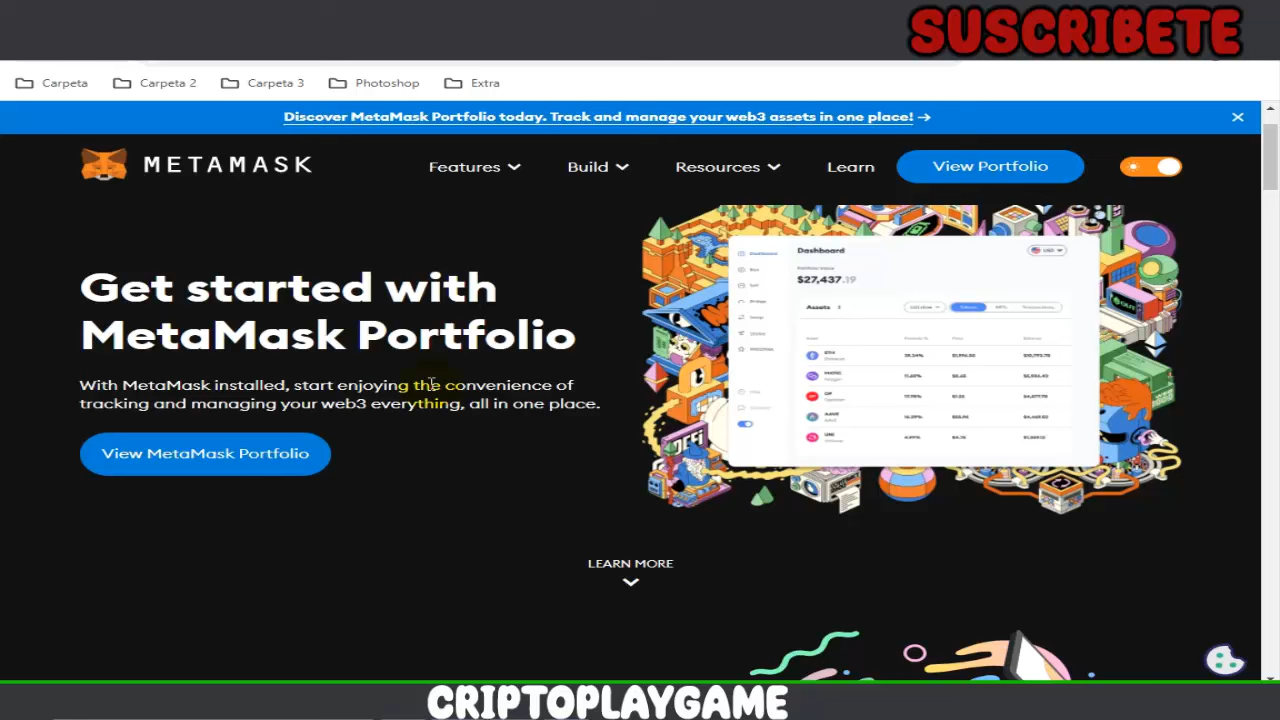 SUSCRIBETE
Carpeta Carpeta 2 Carpeta 3 Photoshop Extra
Discover MetaMask Portfolio today. Track and manage your web3 assets in one place! →
METAMASK Features Build Resources Learn View Portfolio
Get started with
MetaMask Portfolio
With MetaMask installed, start enjoying the convenience of
tracking and managing your web3 everything, all in one place.
View MetaMask Portfolio
Dashboard USD
$27,437.19
Assets
LEARN MORE
CRIPTOPLAYGAME